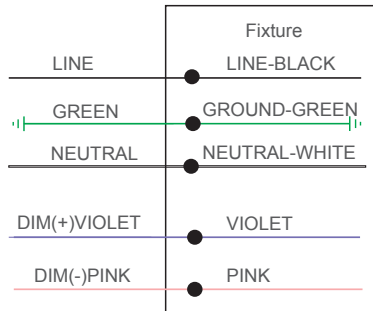 Fixture
LINE LINE-BLACK
GREEN GROUND-GREEN
NEUTRAL NEUTRAL-WHITE
DIM(+)VIOLET VIOLET
DIM(-)PINK PINK